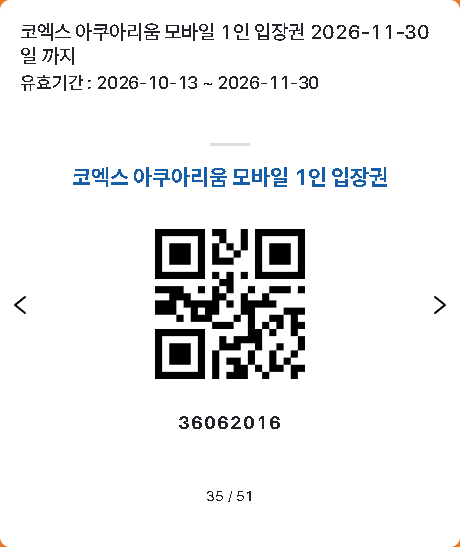 코엑스 아쿠아리움 모바일 1인 입장권 2026-11-30
일 까지
유효기간 : 2026-10-13 ~ 2026-11-30
코엑스 아쿠아리움 모바일 1인 입장권
36062016
35 / 51